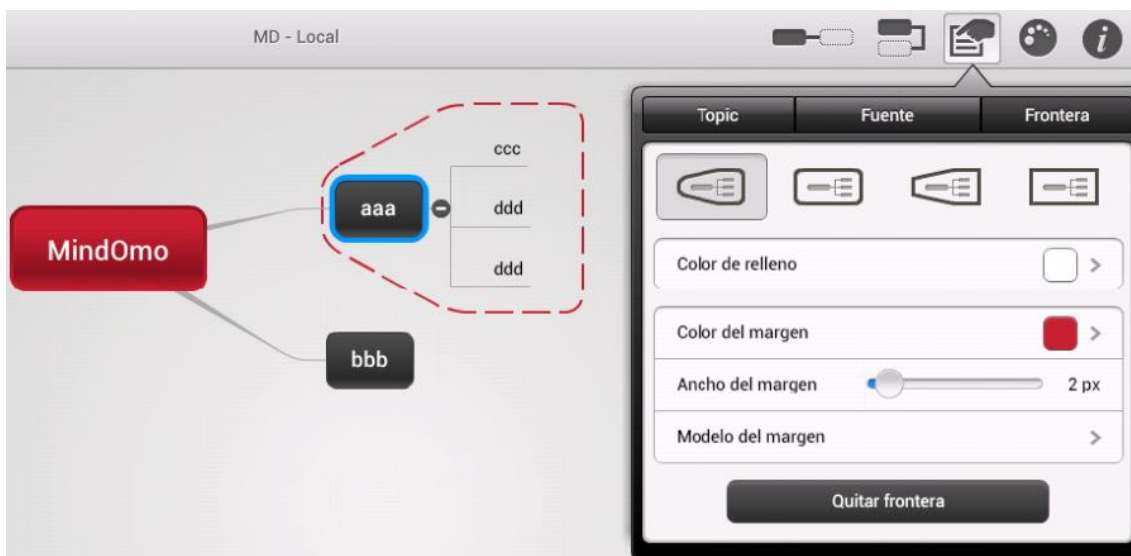 MD - Local
MindOmo
aaa
ccc
ddd
ddd
bbb
Topic
Fuente
Frontera
Color de relleno
Color del margen
Ancho del margen
2 px
Modelo del margen
Quitar frontera
i